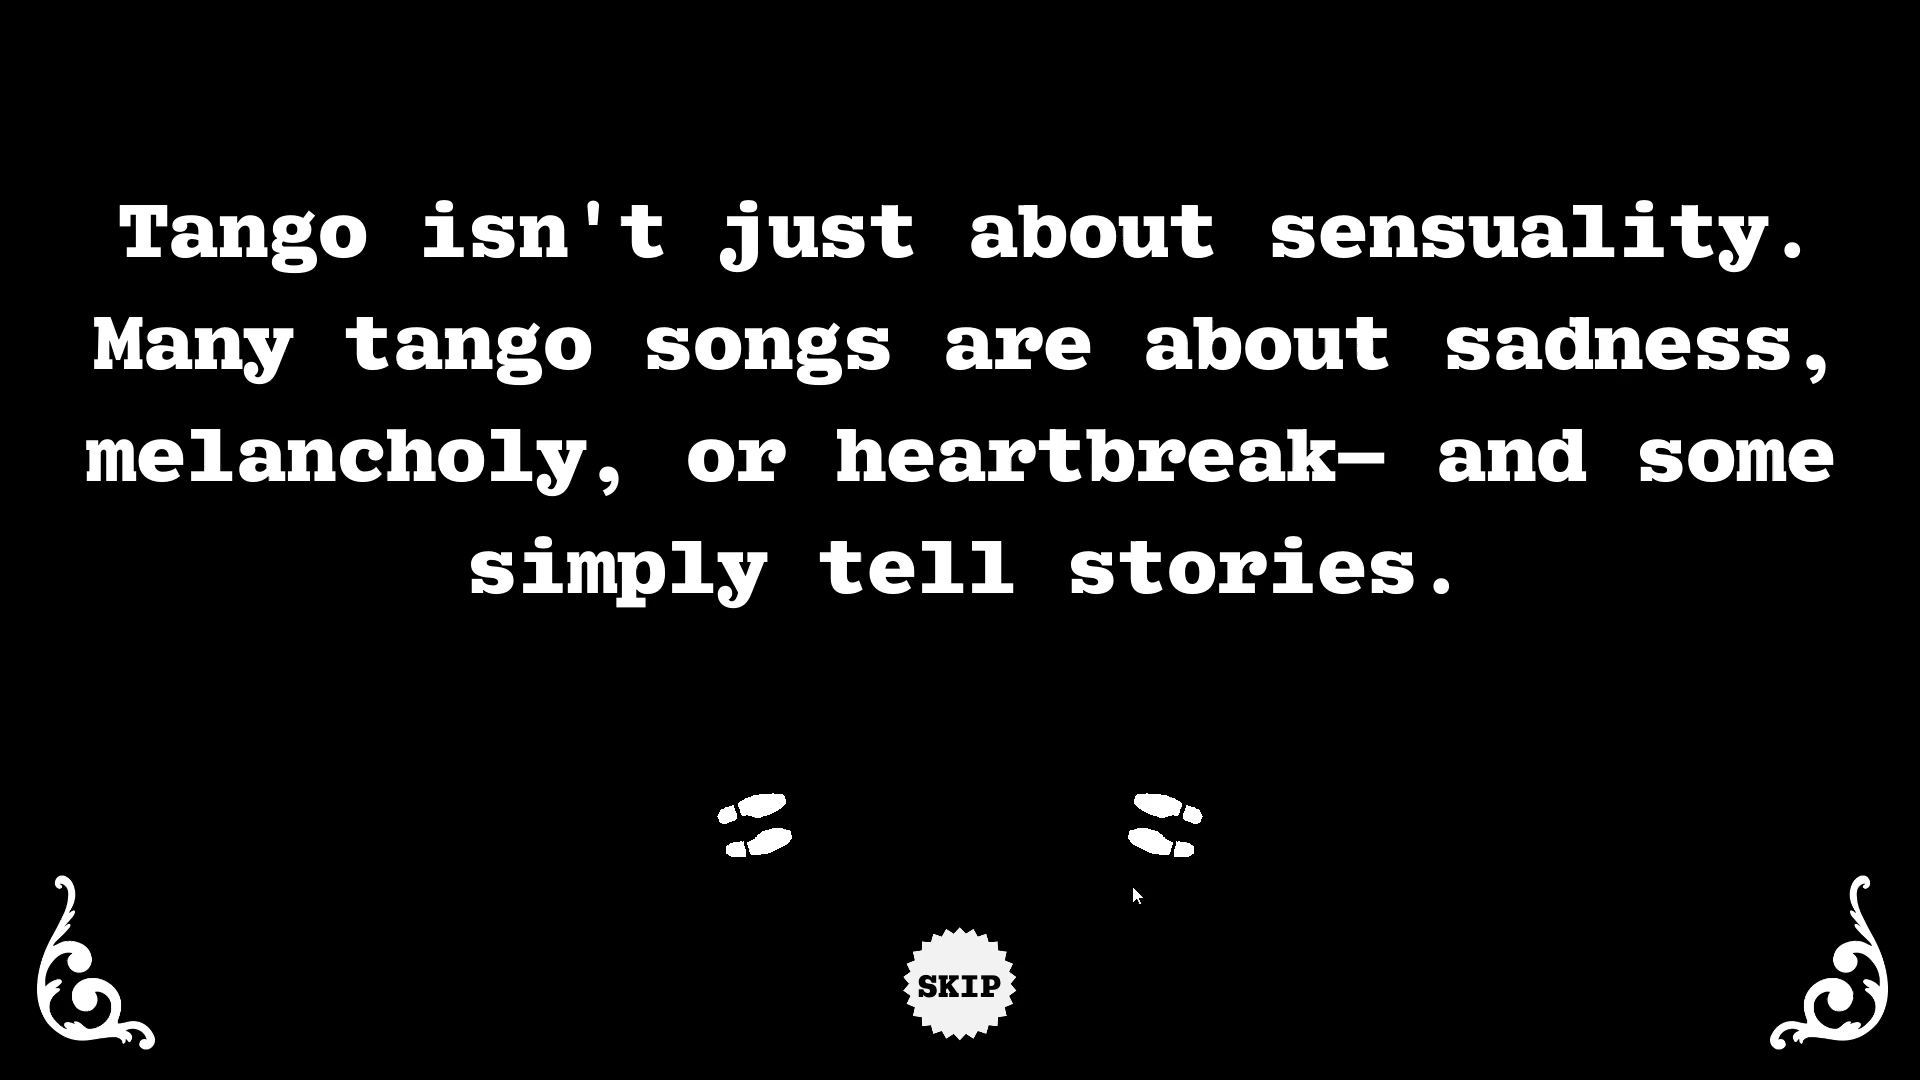 Tango isn't just about sensuality.
Many tango songs are about sadness,
melancholy, or heartbreak— and some
simply tell stories.
SKIP